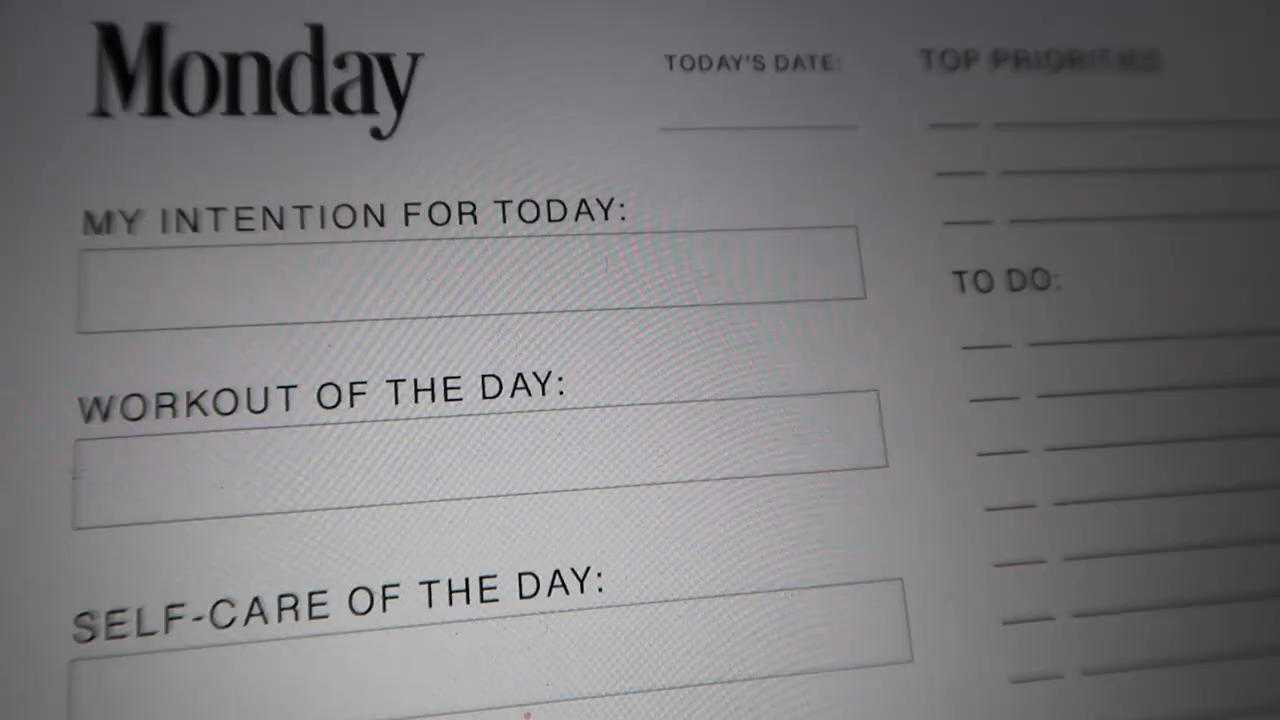 Monday
TODAY'S DATE:
TOP PRIORITIES
MY INTENTION FOR TODAY:
TO DO:
WORKOUT OF THE DAY:
SELF-CARE OF THE DAY: